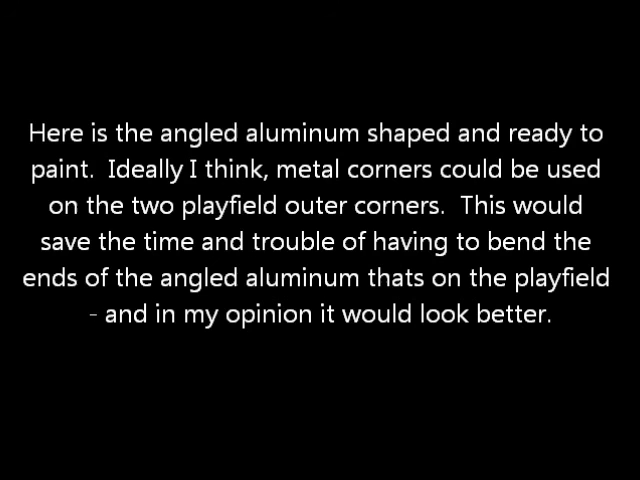 Here is the angled aluminum shaped and ready to
paint.  Ideally I think, metal corners could be used
on the two playfield outer corners.  This would
save the time and trouble of having to bend the
ends of the angled aluminum thats on the playfield
- and in my opinion it would look better.